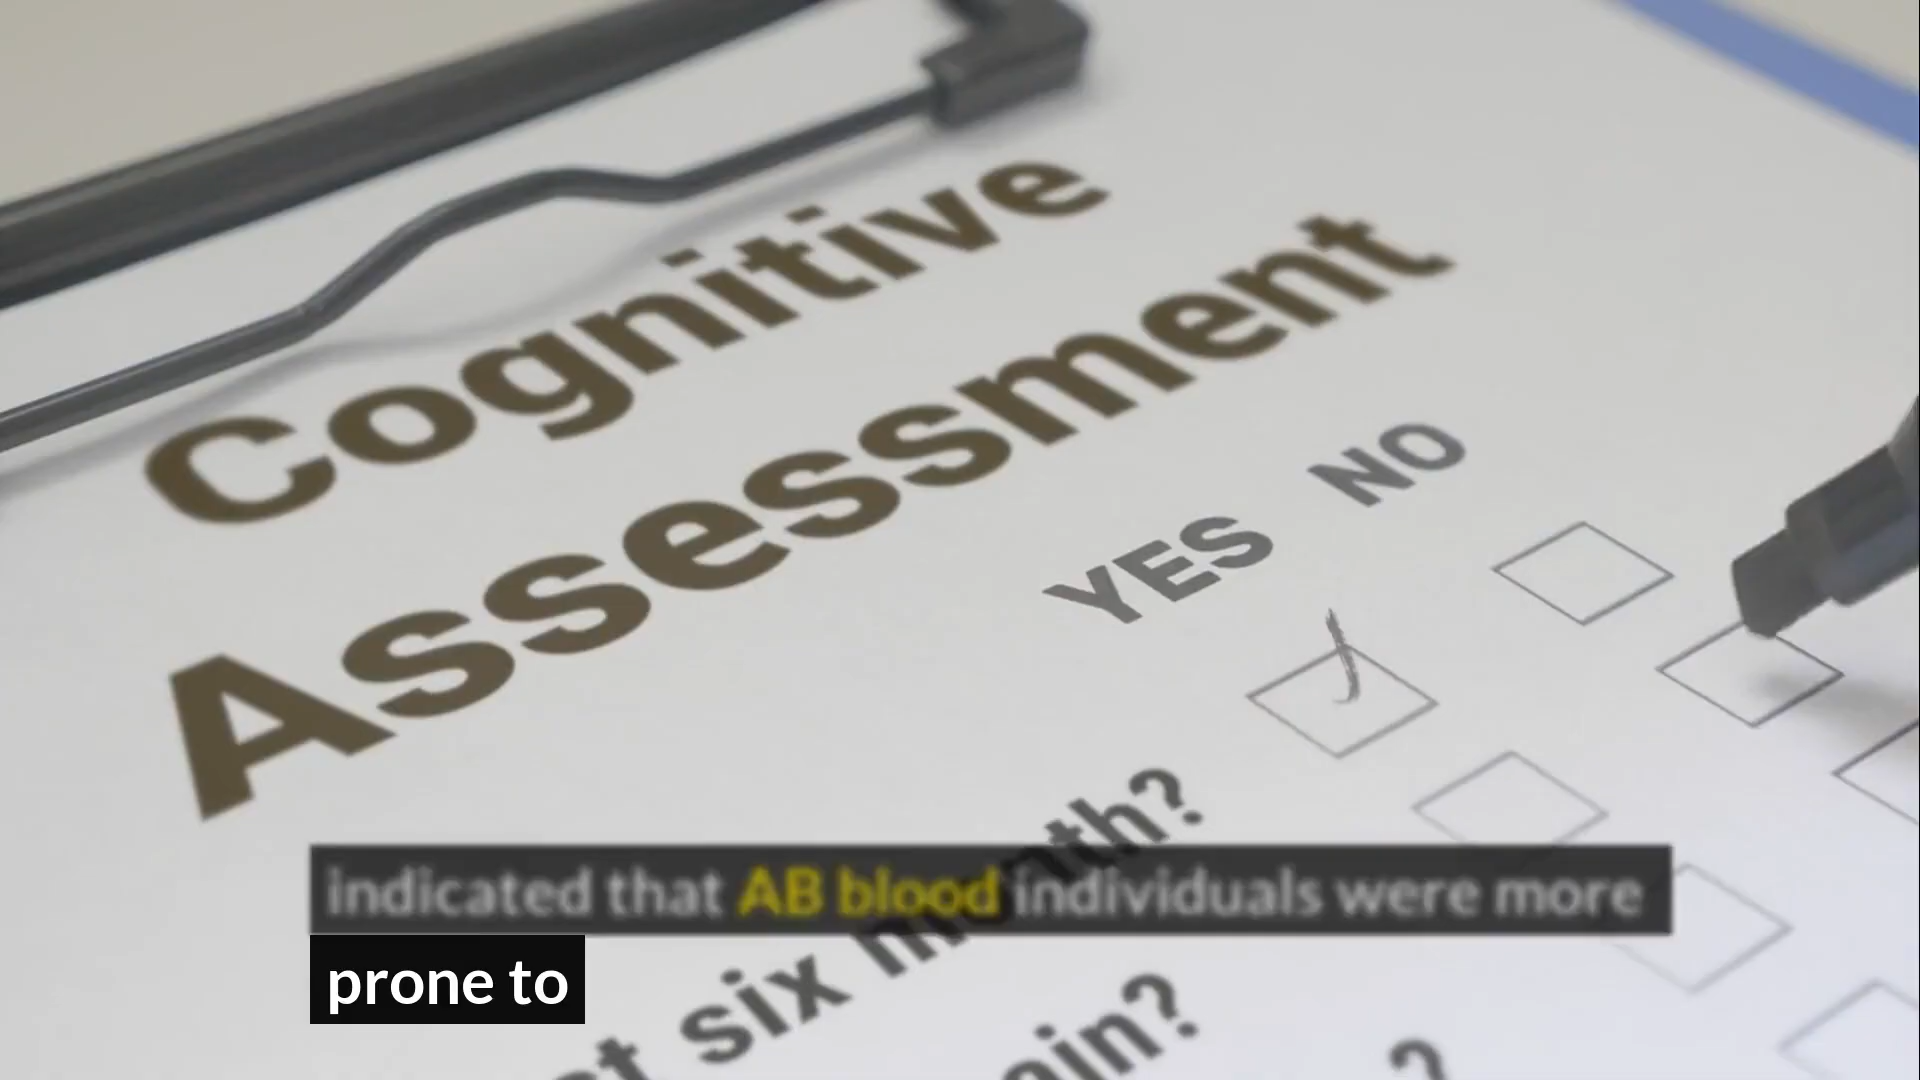 Cognitive
Assessment
YES NO
month?
indicated that AB blood individuals were more
prone to
six
?